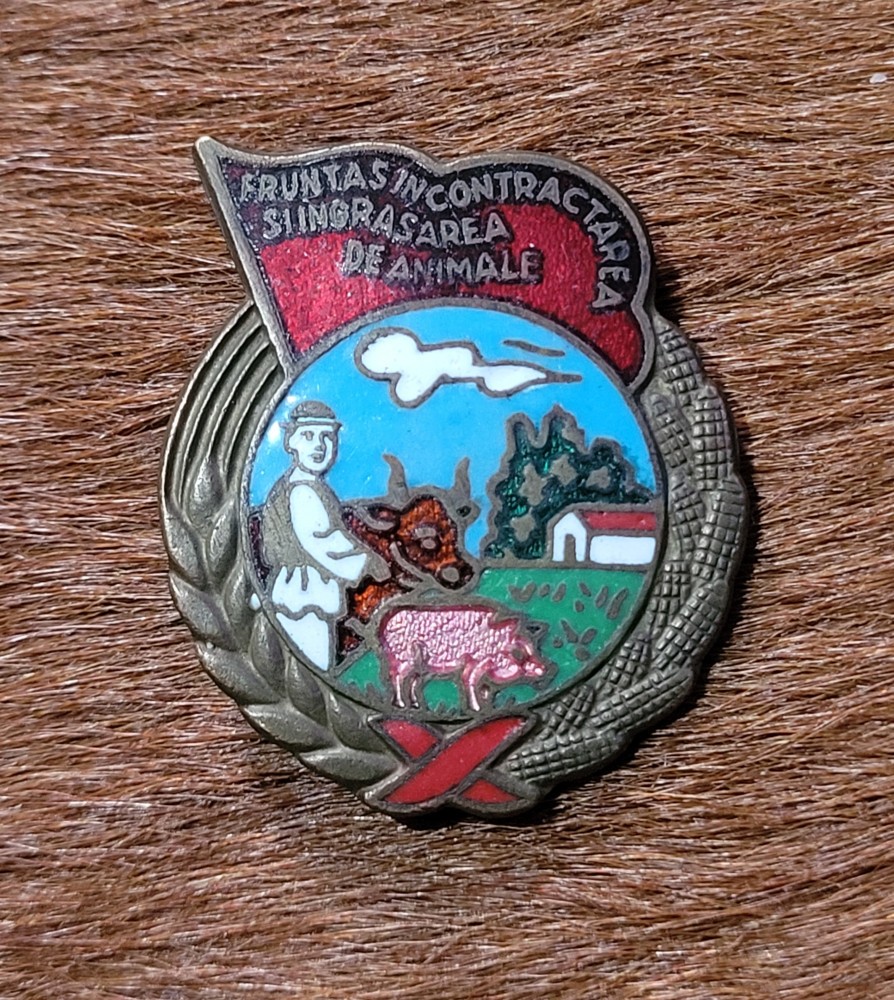 FRUNTAS IN CONTRACTAREA
SI INGRASAREA
DE ANIMALE